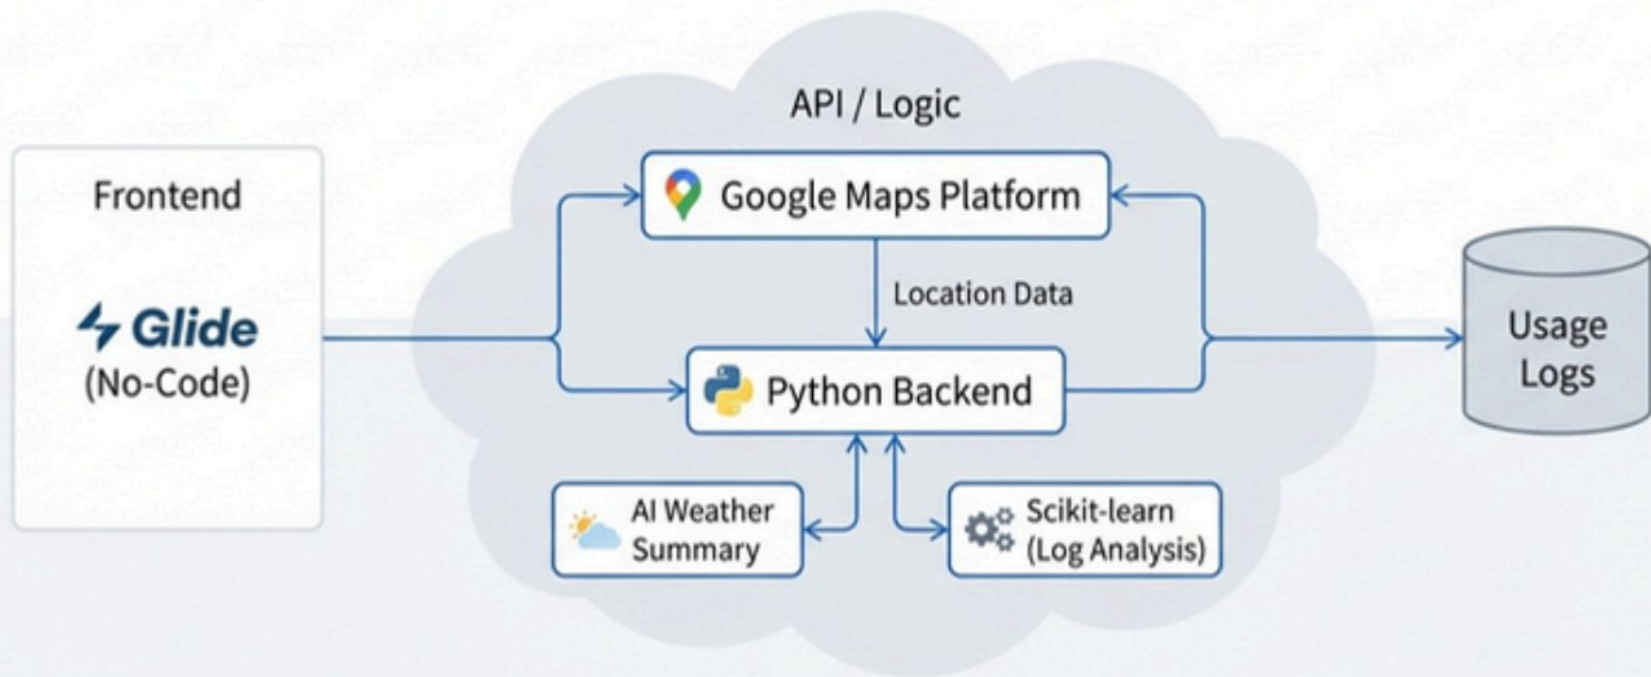 API / Logic
Frontend
Google Maps Platform
Glide
(No-Code)
Location Data
Python Backend
Usage
Logs
AI Weather
Summary
Scikit-learn
(Log Analysis)